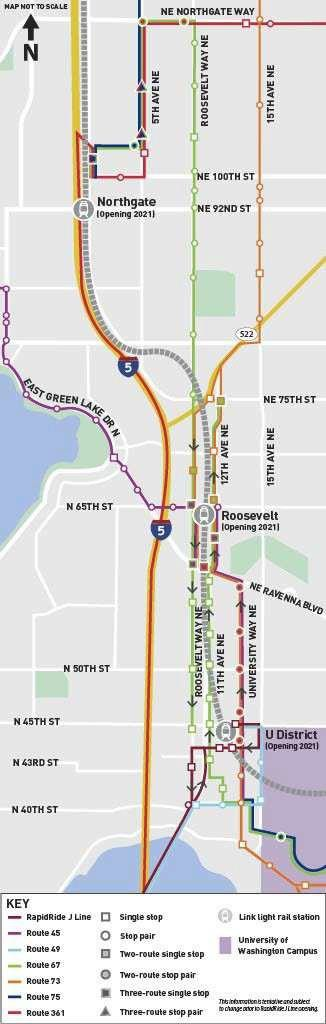 MAP NOT TO SCALE
N
NE NORTHGATE WAY
5TH AVE NE
ROOSEVELT WAY NE
15TH AVE NE
NE 100TH ST
Northgate
(Opening 2021)
NE 92ND ST
522
5
EAST GREEN LAKE DR N
NE 75TH ST
12TH AVE NE
15TH AVE NE
N 65TH ST
Roosevelt
(Opening 2021)
5
NE RAVENNA BLVD
ROOSEVELT WAY NE
11TH AVE NE
UNIVERSITY WAY NE
N 50TH ST
N 45TH ST
U District
(Opening 2021)
N 43RD ST
N 40TH ST
KEY
RapidRide J Line
Route 45
Route 49
Route 67
Route 73
Route 75
Route 361
Single stop
Stop pair
Two-route single stop
Two-route stop pair
Three-route single stop
Three-route stop pair
Link light rail station
University of
Washington Campus
This information is tentative and subject
to change prior to RapidRide J Line opening.